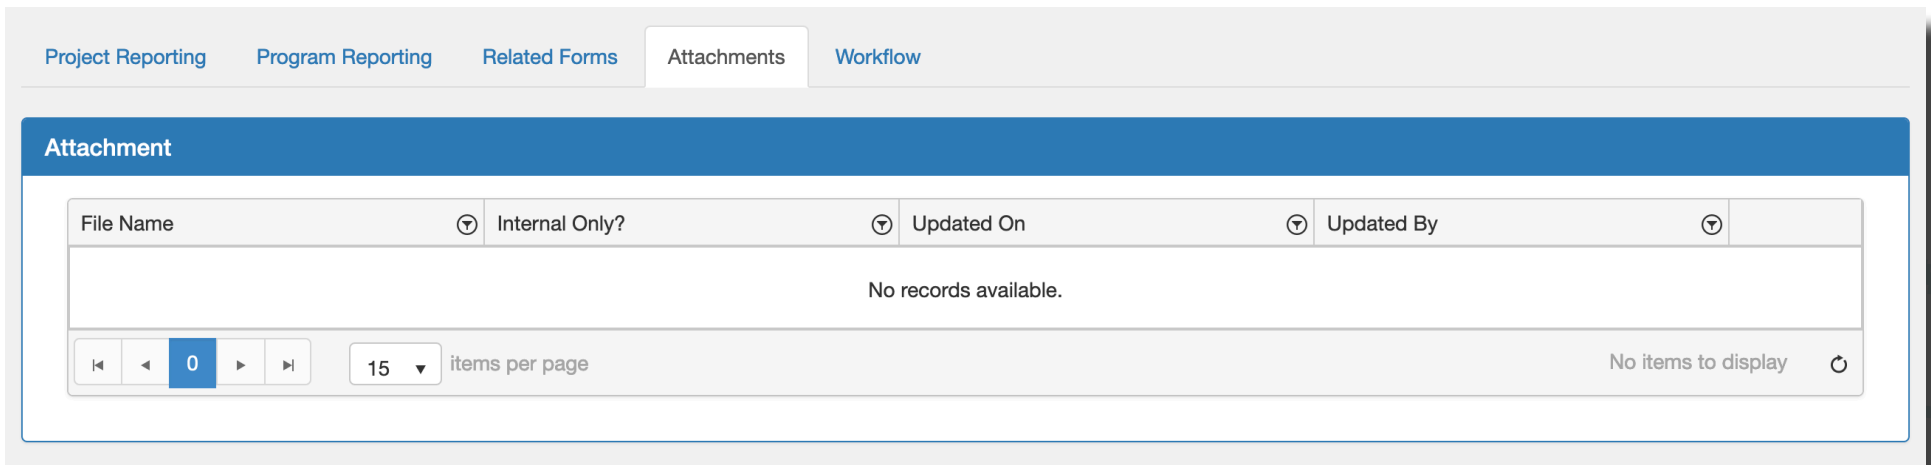 Project Reporting Program Reporting Related Forms Attachments Workflow
Attachment
File Name Internal Only? Updated On Updated By
No records available.
0 15 items per page No items to display